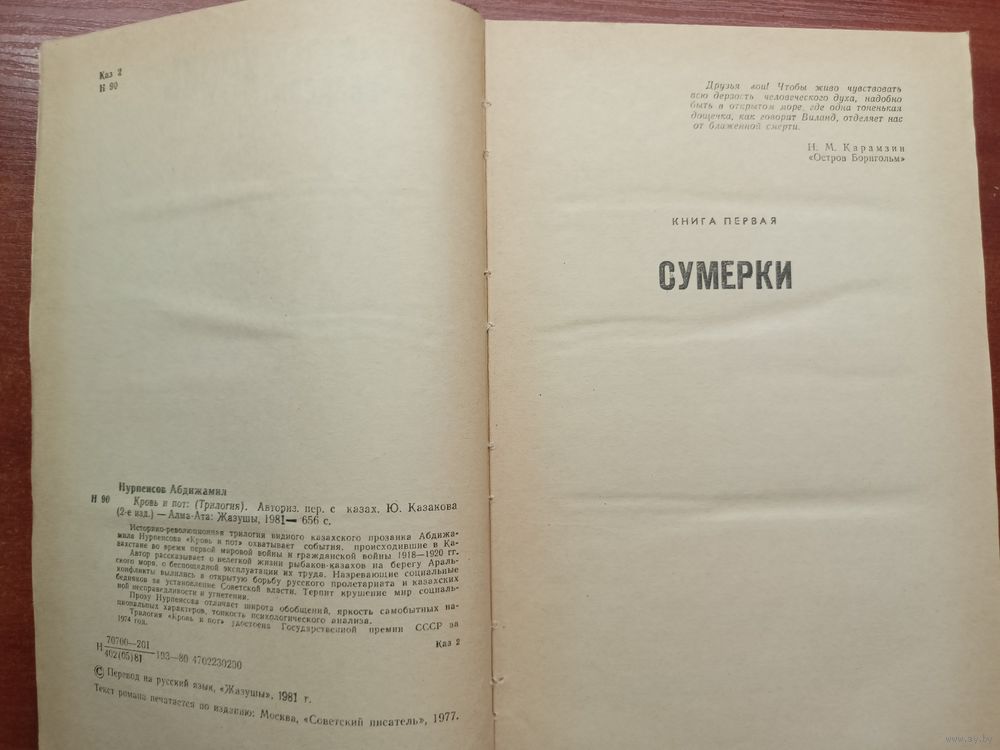 Каз 2
Н 90
Нурпеисов Абдижамил
Н 90
Кровь и пот: (Трилогия). Авториз. пер. с казах. Ю. Казакова
(2-е изд.) — Алма-Ата: Жазушы, 1981— 656 с.
Историко-революционная трилогия видного казахского прозаика Абдижа-
мила Нурпеисова «Кровь и пот» охватывает события, происходившие в Ка-
захстане во время первой мировой войны и гражданской войны 1918—1920 гг.
Автор рассказывает о нелегкой жизни рыбаков-казахов на берегу Араль-
ского моря, о беспощадной эксплуатации их труда. Назревающие социальные
конфликты вылились в открытую борьбу русского пролетариата и казахских
бедняков за установление Советской власти. Терпит крушение мир социаль-
ной несправедливости и угнетения.
Прозу Нурпеисова отличает широта обобщений, яркость самобытных на-
циональных характеров, тонкость психологического анализа.
Трилогия «Кровь и пот» удостоена Государственной премии СССР за
1974 год.
Каз 2
Н 70700—201
402(05)81 193—80 4702230200
© Перевод на русский язык, «Жазушы», 1981 г.
Текст романа печатается по изданию: Москва, «Советский писатель», 1977.
Друзья мои! Чтобы живо чувствовать
всю дерзость человеческого духа, надобно
быть в открытом море, где одна тоненькая
дощечка, как говорит Виланд, отделяет нас
от блаженной смерти.
Н. М. Карамзин
«Остров Борнгольм»
КНИГА ПЕРВАЯ
СУМЕРКИ
www.ay.by